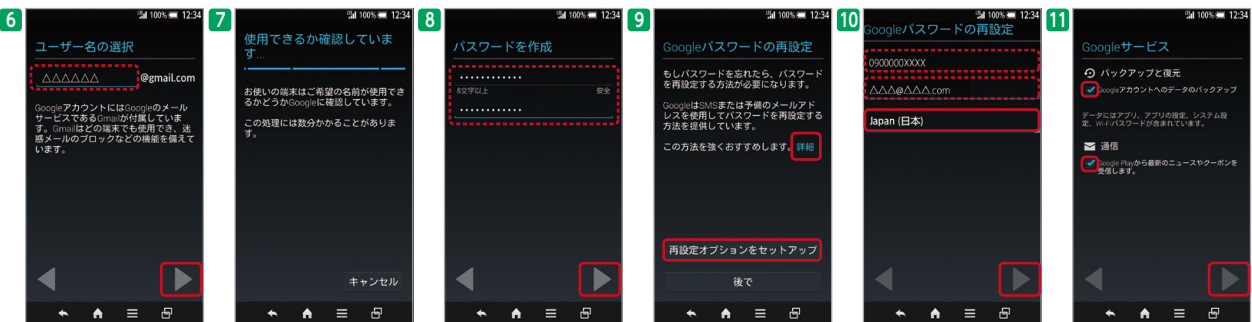 6
100% 12:34
ユーザー名の選択
△△△△△△ @gmail.com
GoogleアカウントにはGoogleのメール
サービスであるGmailが付属していま
す。Gmailはどの端末でも使用でき、迷
惑メールのブロックなどの機能を備えて
います。
7
100% 12:34
使用できるか確認していま
す...
お使いの端末はご希望の名前が使用でき
るかどうかGoogleに確認しています。
この処理には数分かかることがありま
す。
キャンセル
8
100% 12:34
パスワードを作成
............
8文字以上 安全
............
9
100% 12:34
Googleパスワードの再設定
もしパスワードを忘れたら、パスワード
を再設定する方法が必要になります。
GoogleはSMSまたは予備のメールアド
レスを使用してパスワードを再設定する
方法を提供しています。
この方法を強くおすすめします。詳細
再設定オプションをセットアップ
後で
10
100% 12:34
Googleパスワードの再設定
0900000XXXX
△△△@△△△.com
Japan (日本)
11
100% 12:34
Googleサービス
バックアップと復元
Googleアカウントへのデータのバックアップ
データにはアプリ、アプリの設定、システム設
定、Wi-Fiパスワードが含まれています。
通信
Google Playから最新のニュースやクーポンを
受信します。